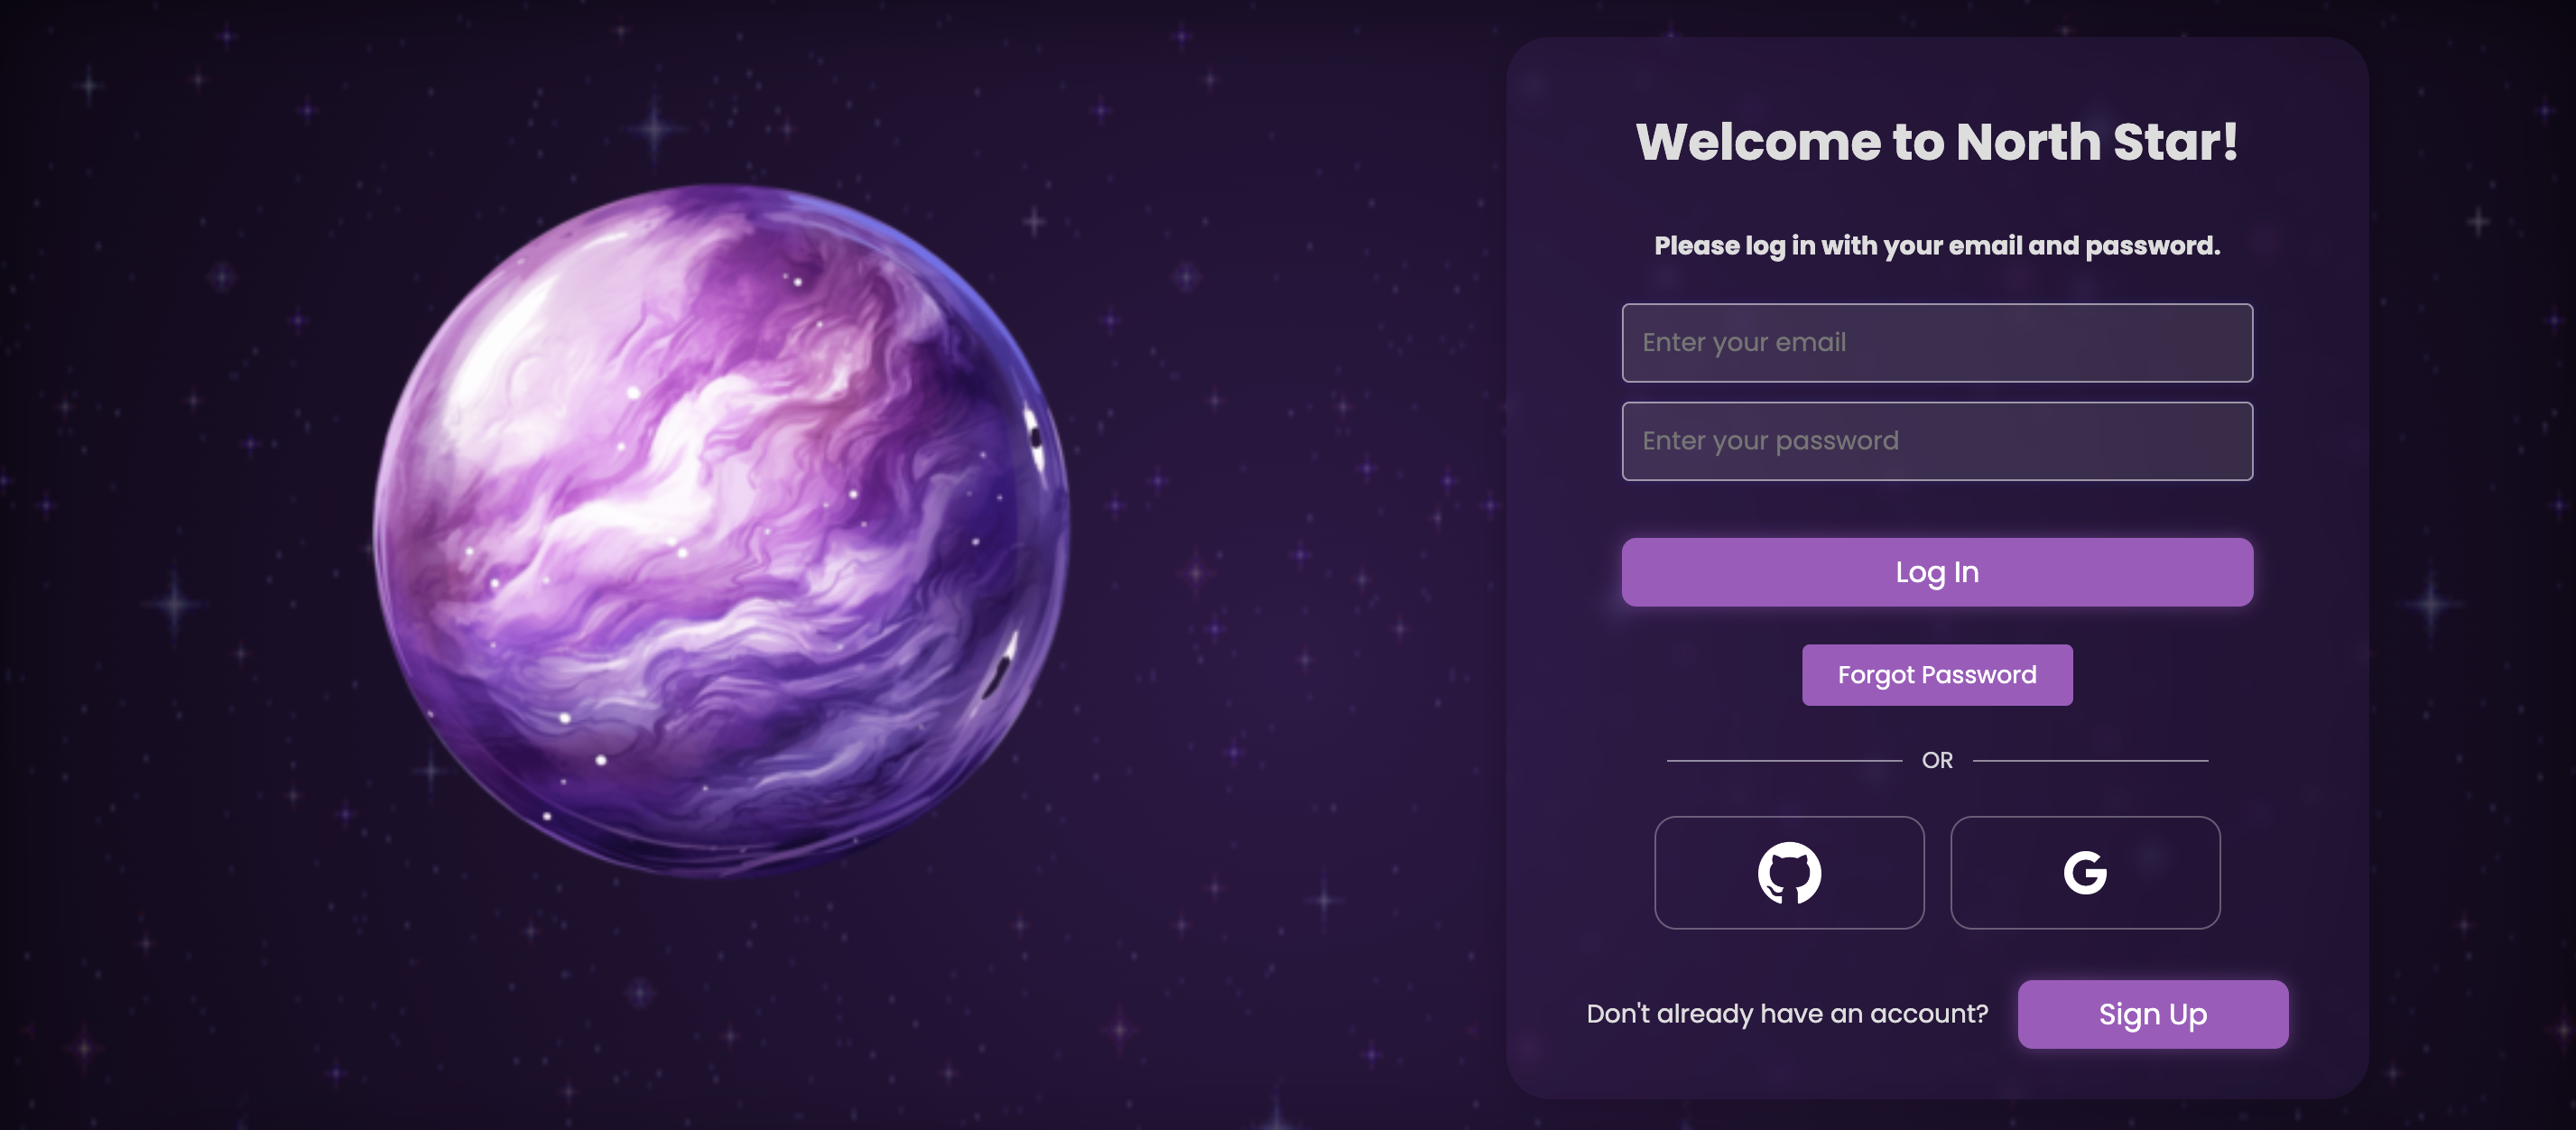 Welcome to North Star!
Please log in with your email and password.
Enter your email
Enter your password
Log In
Forgot Password
OR
G
Don't already have an account?
Sign Up